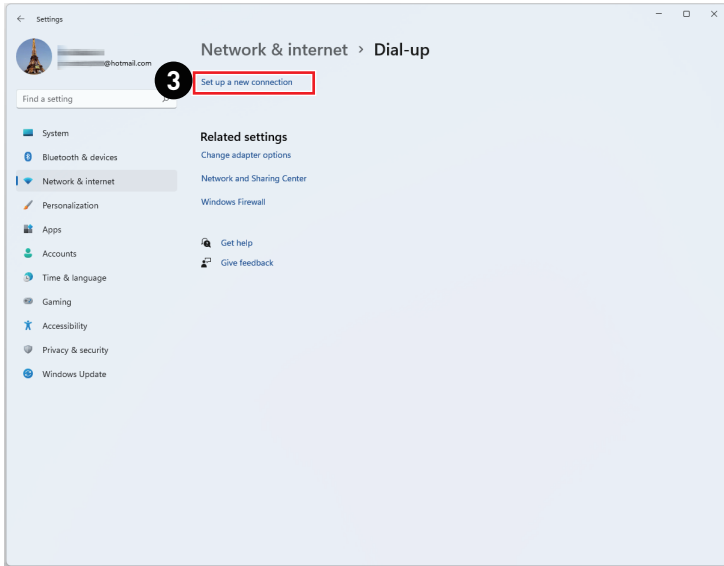 Settings
@hotmail.com
Find a setting
System
Bluetooth & devices
Network & internet
Personalization
Apps
Accounts
Time & language
Gaming
Accessibility
Privacy & security
Windows Update
Network & internet > Dial-up
3
Set up a new connection
Related settings
Change adapter options
Network and Sharing Center
Windows Firewall
Get help
Give feedback